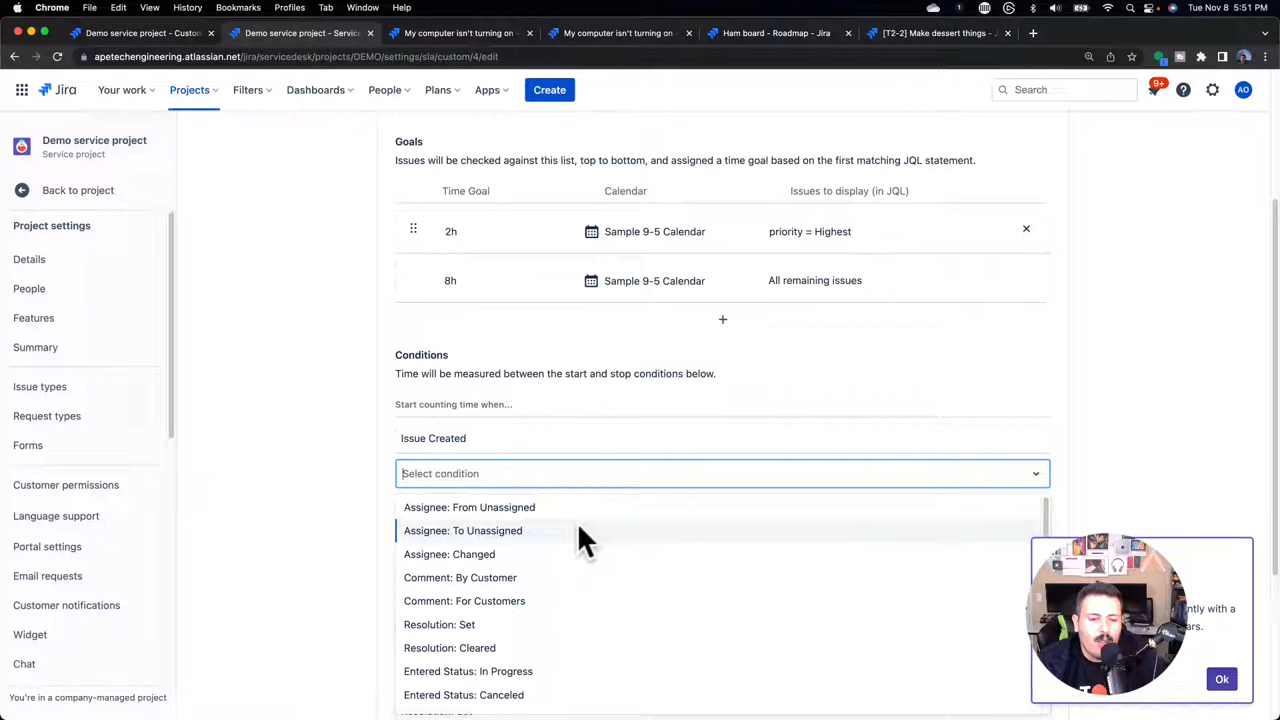 Chrome File Edit View History Bookmarks Profiles Tab Window Help Tue Nov 8 5:51 PM
Demo service project - Custom
Demo service project - Service
My computer isn't turning on -
My computer isn't turning on -
Ham board - Roadmap - Jira
[T2-2] Make dessert things -
apetechengineering.atlassian.net/jira/servicedesk/projects/DEMO/settings/sla/custom/4/edit
Jira Your work Projects Filters Dashboards People Plans Apps Create Search 9+ AO
Demo service project
Service project
Back to project
Project settings
Details
People
Features
Summary
Issue types
Request types
Forms
Customer permissions
Language support
Portal settings
Email requests
Customer notifications
Widget
Chat
You're in a company-managed project
Goals
Issues will be checked against this list, top to bottom, and assigned a time goal based on the first matching JQL statement.
Time Goal Calendar Issues to display (in JQL)
2h Sample 9-5 Calendar priority = Highest
8h Sample 9-5 Calendar All remaining issues
Conditions
Time will be measured between the start and stop conditions below.
Start counting time when...
Issue Created
Select condition
Assignee: From Unassigned
Assignee: To Unassigned
Assignee: Changed
Comment: By Customer
Comment: For Customers
Resolution: Set
Resolution: Cleared
Entered Status: In Progress
Entered Status: Canceled
Ok